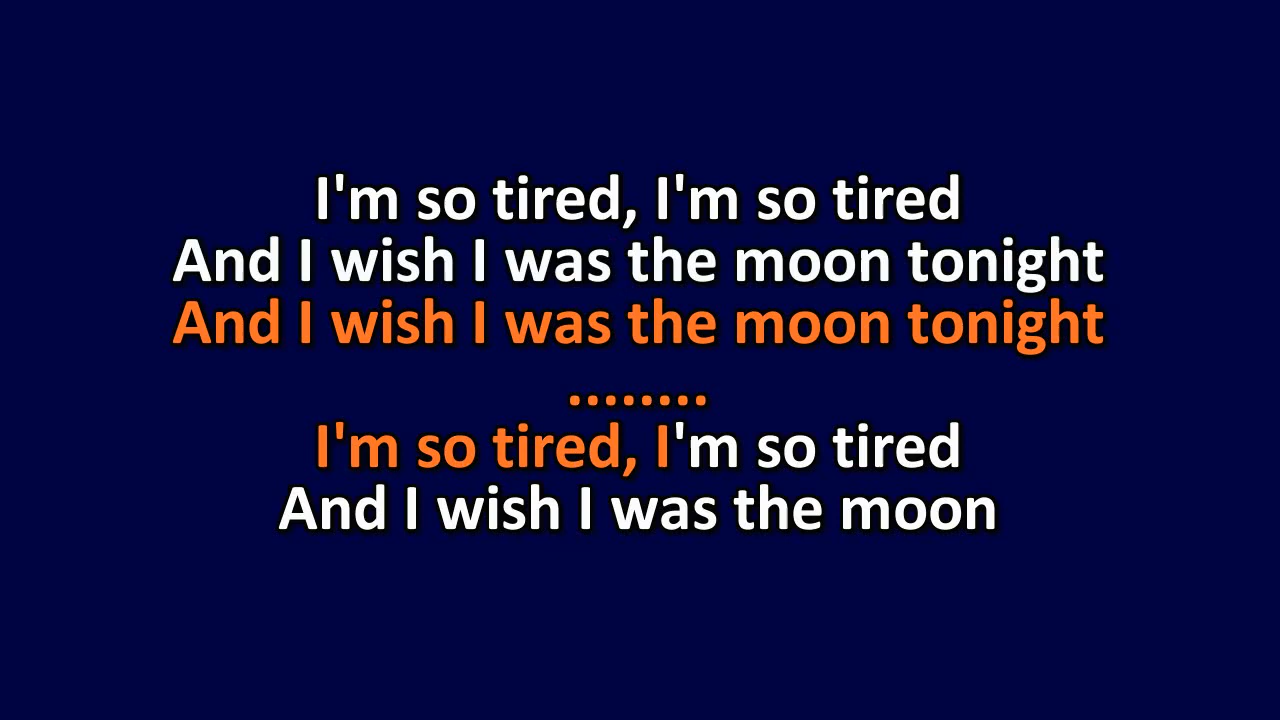 I'm so tired, I'm so tired
And I wish I was the moon tonight
And I wish I was the moon tonight
........
I'm so tired, I'm so tired
And I wish I was the moon